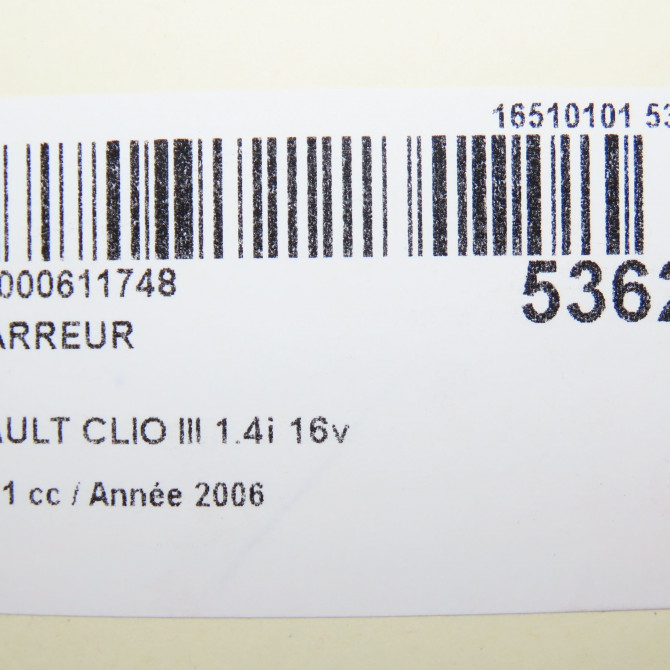 16510101 53
000611748
5362
ARREUR
AULT CLIO III 1.4i 16v
1 cc / Année 2006